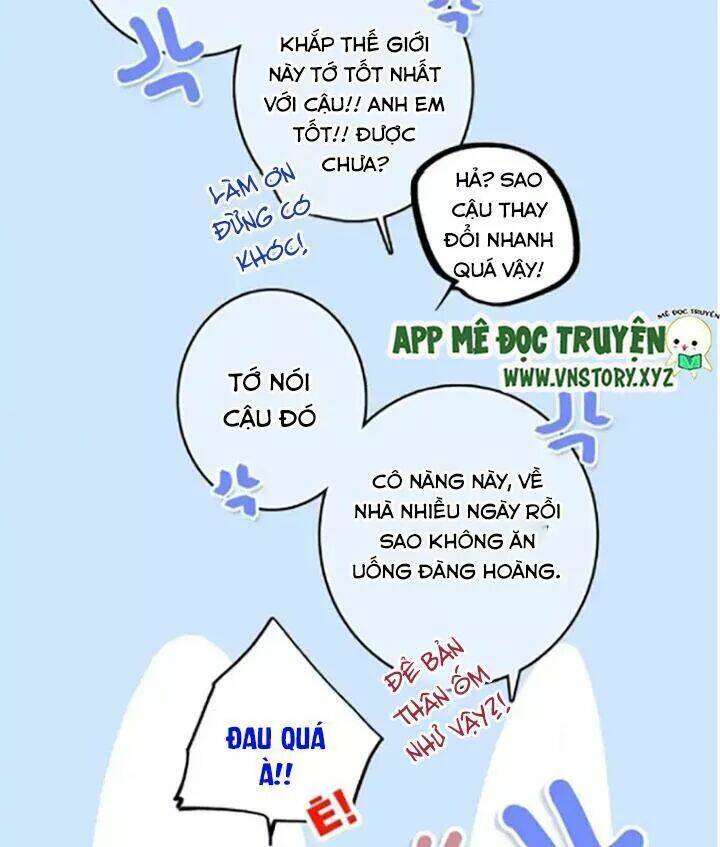 KHẮP THẾ GIỚI
NÀY TỚ TỐT NHẤT
VỚI CẬU!! ANH EM
TỐT!! ĐƯỢC
CHƯA?
LÀM ƠN
ĐỪNG CÓ
KHÓC!
HẢ? SAO
CẬU THAY
ĐỔI NHANH
QUÁ VẬY!
MÊ ĐỌC TRUYỆN
APP MÊ ĐỌC TRUYỆN
WWW.VNSTORY.XYZ
TỚ NÓI
CẬU ĐÓ
CÔ NÀNG NÀY, VỀ
NHÀ NHIỀU NGÀY RỒI
SAO KHÔNG ĂN
UỐNG ĐÀNG HOÀNG.
ĐỂ BẢN
THÂN ỐM
NHƯ VẬY?!
ĐAU QUÁ
À!!
É!